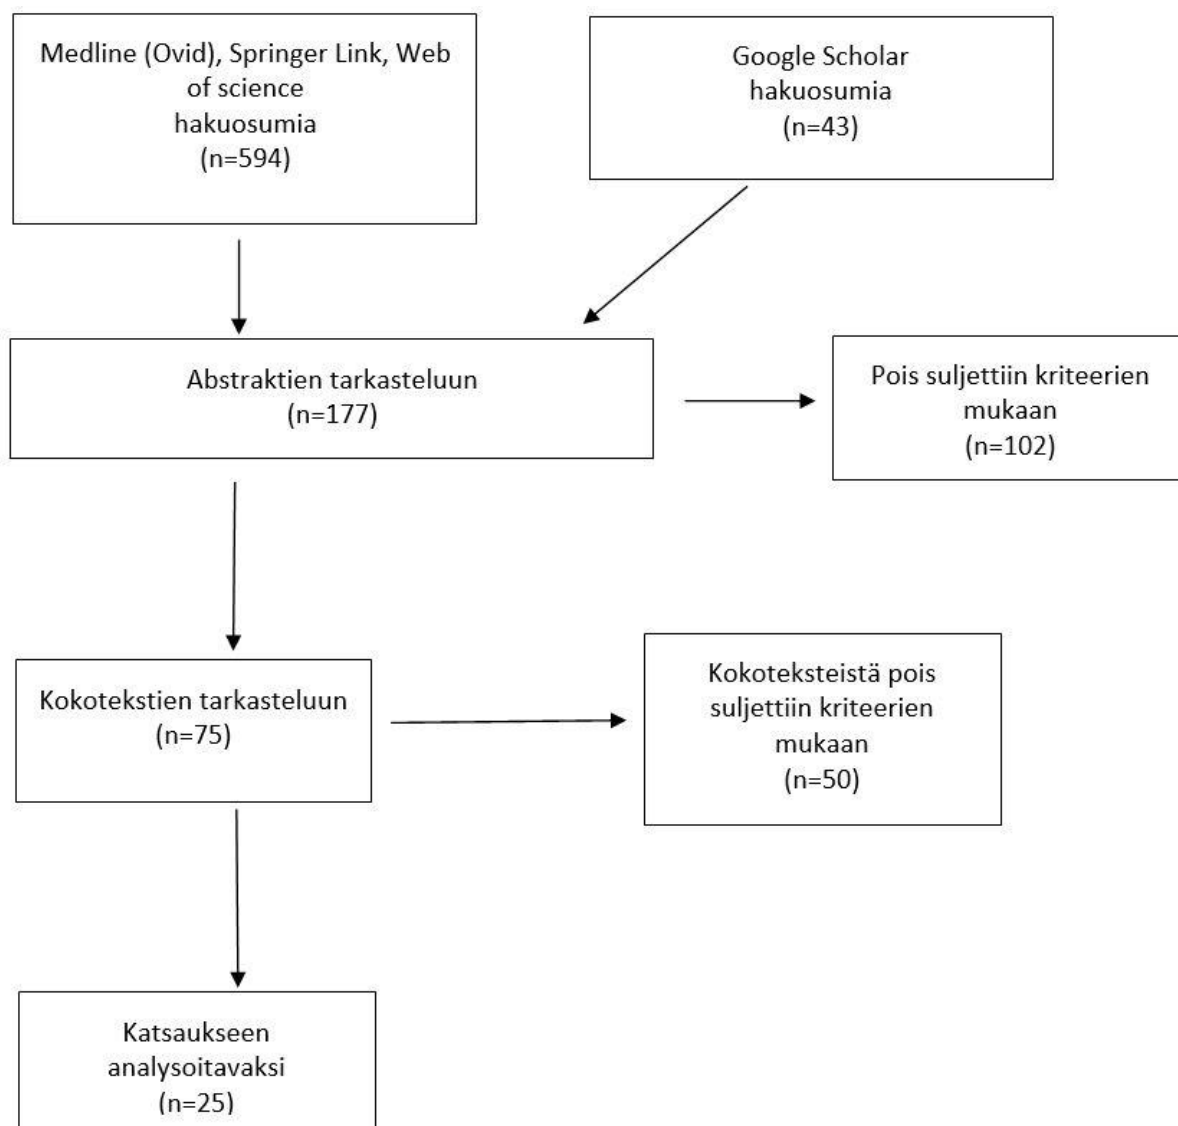 Medline (Ovid), Springer Link, Web
of science
hakuosumia
(n=594)
Google Scholar
hakuosumia
(n=43)
Abstraktien tarkasteluun
(n=177)
Pois suljettiin kriteerien
mukaan
(n=102)
Kokotekstien tarkasteluun
(n=75)
Kokoteksteistä pois
suljettiin kriteerien
mukaan
(n=50)
Katsaukseen
analysoitavaksi
(n=25)